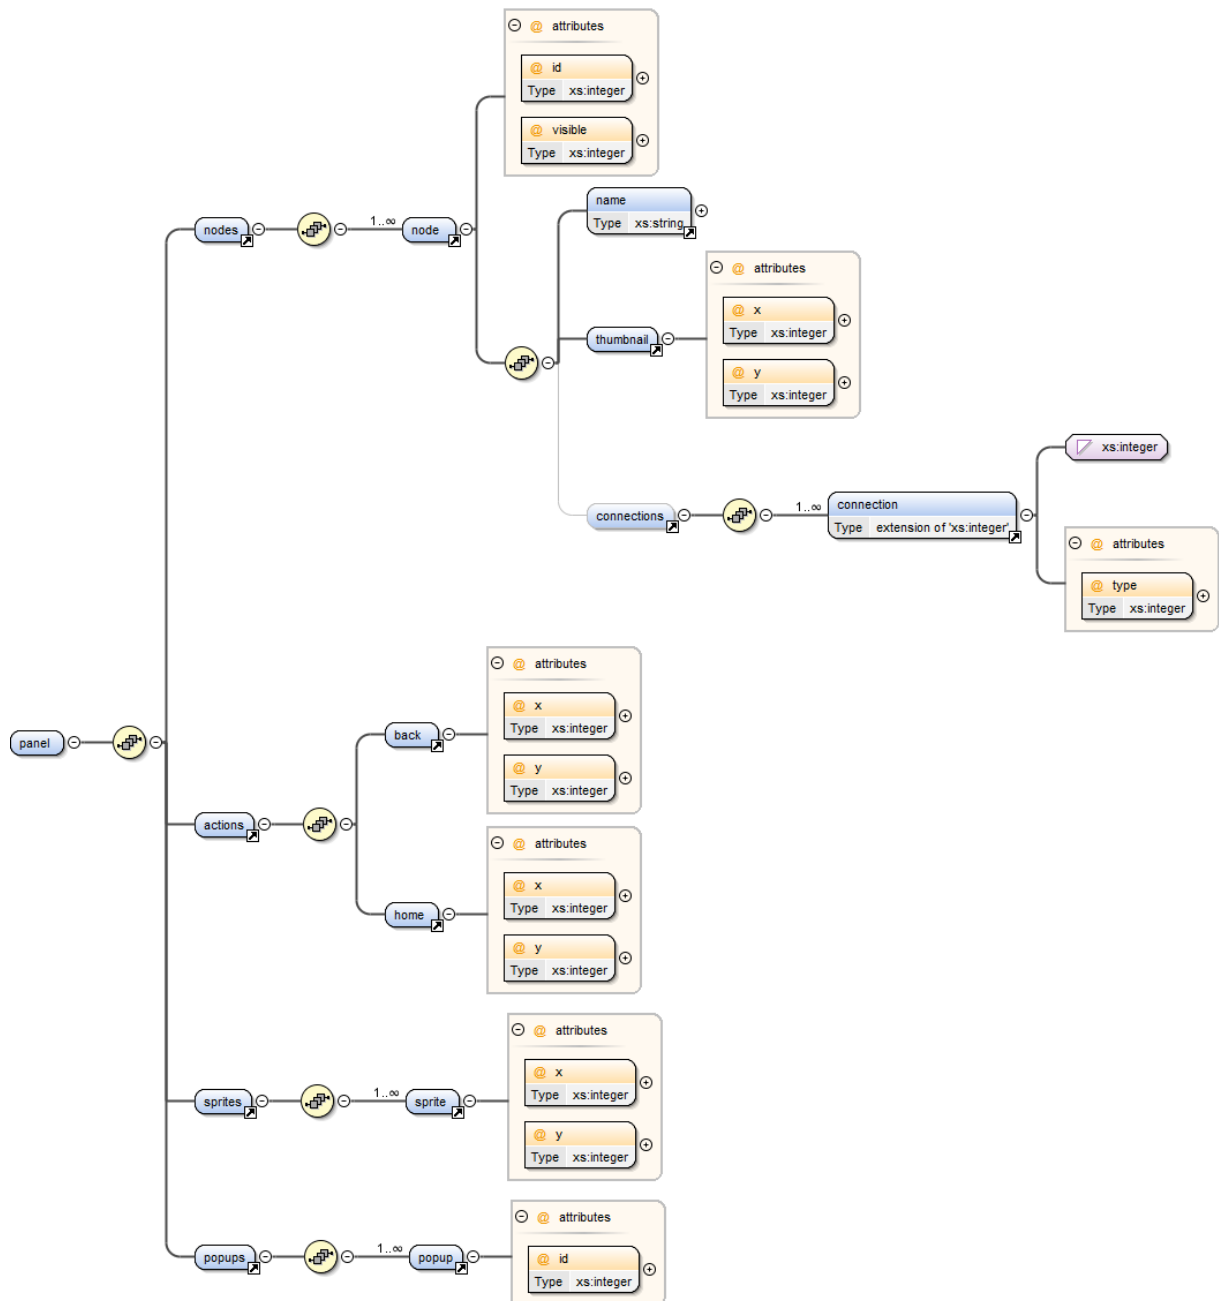 @ attributes
@ id
Type xs:integer
@ visible
Type xs:integer
nodes
1..∞
node
name
Type xs:string
@ attributes
@ x
Type xs:integer
thumbnail
@ y
Type xs:integer
xs:integer
connections
1..∞
connection
Type extension of 'xs:integer'
@ attributes
@ type
Type xs:integer
panel
@ attributes
@ x
Type xs:integer
back
@ y
Type xs:integer
actions
@ attributes
@ x
Type xs:integer
home
@ y
Type xs:integer
@ attributes
@ x
Type xs:integer
sprites
1..∞
sprite
@ y
Type xs:integer
@ attributes
popups
1..∞
popup
@ id
Type xs:integer